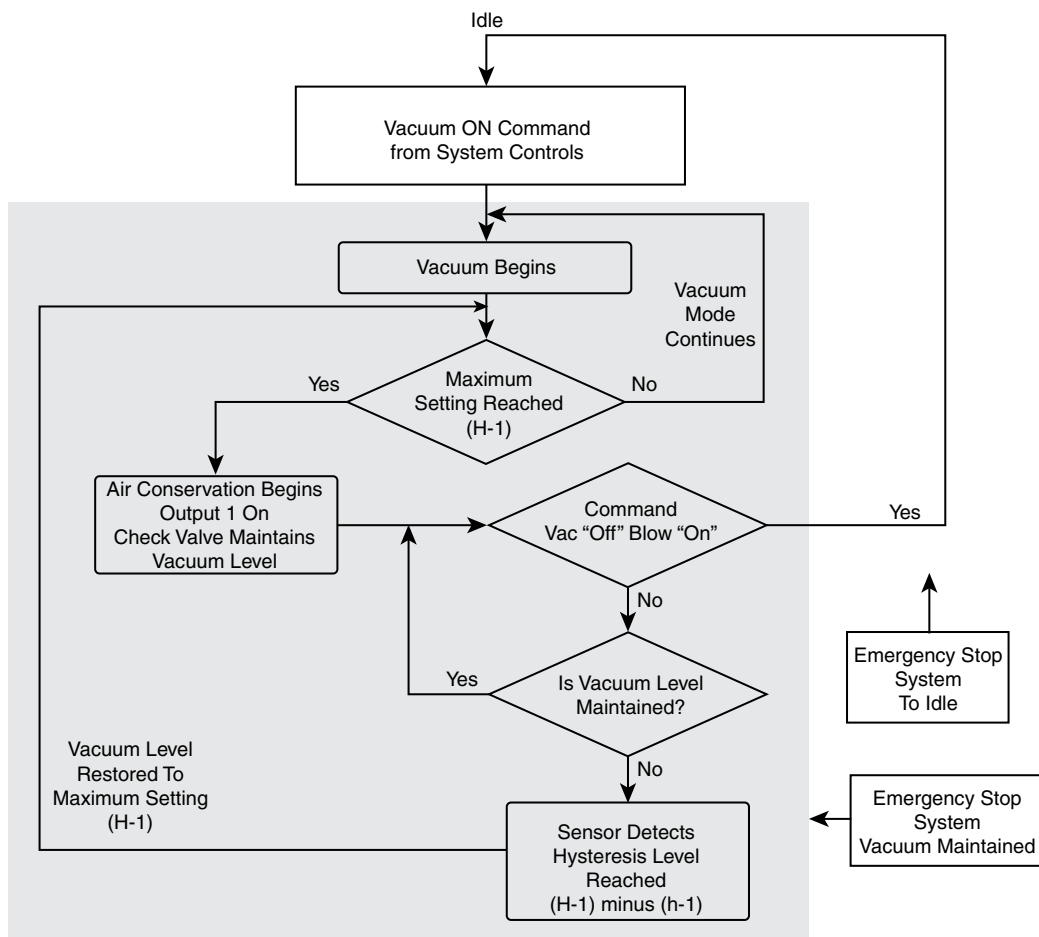 Idle
Vacuum ON Command
from System Controls
Vacuum Begins
Vacuum
Mode
Continues
Yes
Maximum
Setting Reached
(H-1)
No
Air Conservation Begins
Output 1 On
Check Valve Maintains
Vacuum Level
Command
Vac “Off” Blow “On”
Yes
No
Is Vacuum Level
Maintained?
Yes
No
Emergency Stop
System
To Idle
Vacuum Level
Restored To
Maximum Setting
(H-1)
Sensor Detects
Hysteresis Level
Reached
(H-1) minus (h-1)
Emergency Stop
System
Vacuum Maintained